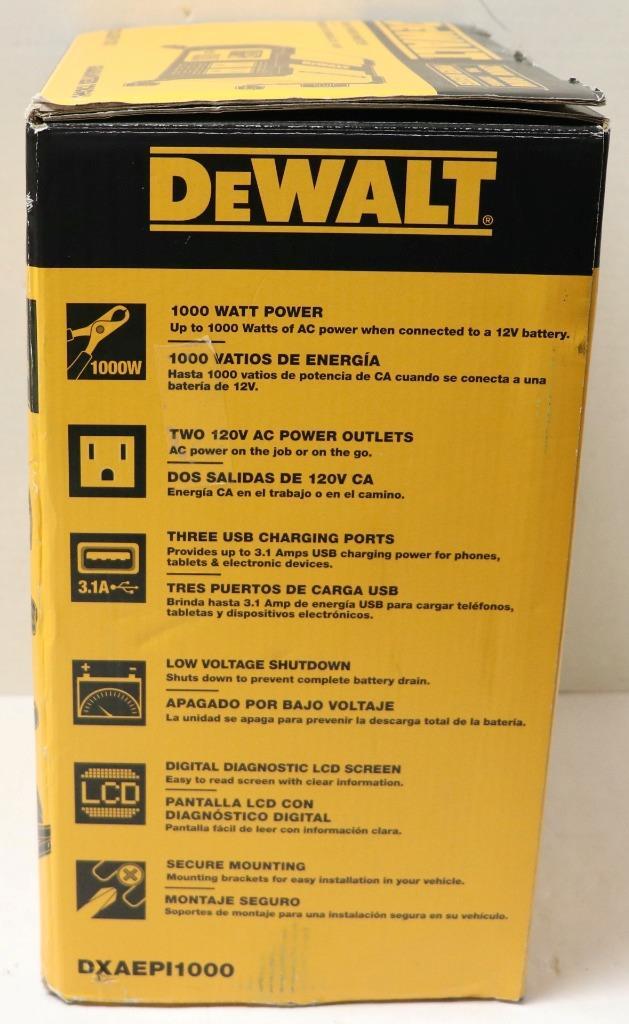 DEWALT®
1000W
1000 WATT POWER
Up to 1000 Watts of AC power when connected to a 12V battery.
1000 VATIOS DE ENERGÍA
Hasta 1000 vatios de potencia de CA cuando se conecta a una
batería de 12V.
TWO 120V AC POWER OUTLETS
AC power on the job or on the go.
DOS SALIDAS DE 120V CA
Energía CA en el trabajo o en el camino.
3.1A
THREE USB CHARGING PORTS
Provides up to 3.1 Amps USB charging power for phones,
tablets & electronic devices.
TRES PUERTOS DE CARGA USB
Brinda hasta 3.1 Amp de energía USB para cargar teléfonos,
tabletas y dispositivos electrónicos.
+ -
LOW VOLTAGE SHUTDOWN
Shuts down to prevent complete battery drain.
APAGADO POR BAJO VOLTAJE
La unidad se apaga para prevenir la descarga total de la batería.
LCD
DIGITAL DIAGNOSTIC LCD SCREEN
Easy to read screen with clear information.
PANTALLA LCD CON
DIAGNÓSTICO DIGITAL
Pantalla fácil de leer con información clara.
SECURE MOUNTING
Mounting brackets for easy installation in your vehicle.
MONTAJE SEGURO
Soportes de montaje para una instalación segura en su vehículo.
DXAEPI1000